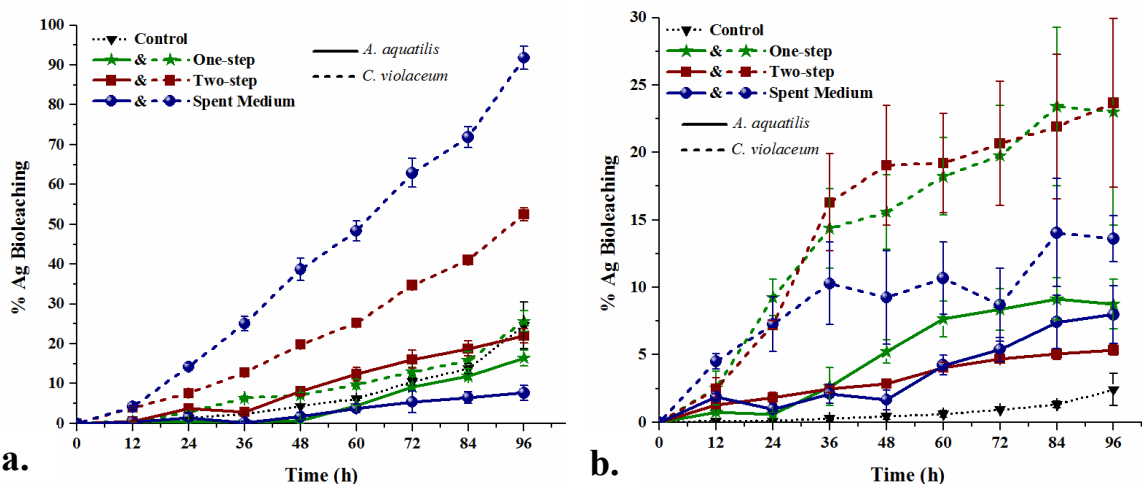 100
90
80
70
60
50
40
30
20
10
0
% Ag Bioleaching
Control
& One-step
& Two-step
& Spent Medium
A. aquatilis
C. violaceum
0 12 24 36 48 60 72 84 96
Time (h)
a.
30
25
20
15
10
5
0
% Ag Bioleaching
Control
& One-step
& Two-step
& Spent Medium
A. aquatilis
C. violaceum
0 12 24 36 48 60 72 84 96
Time (h)
b.